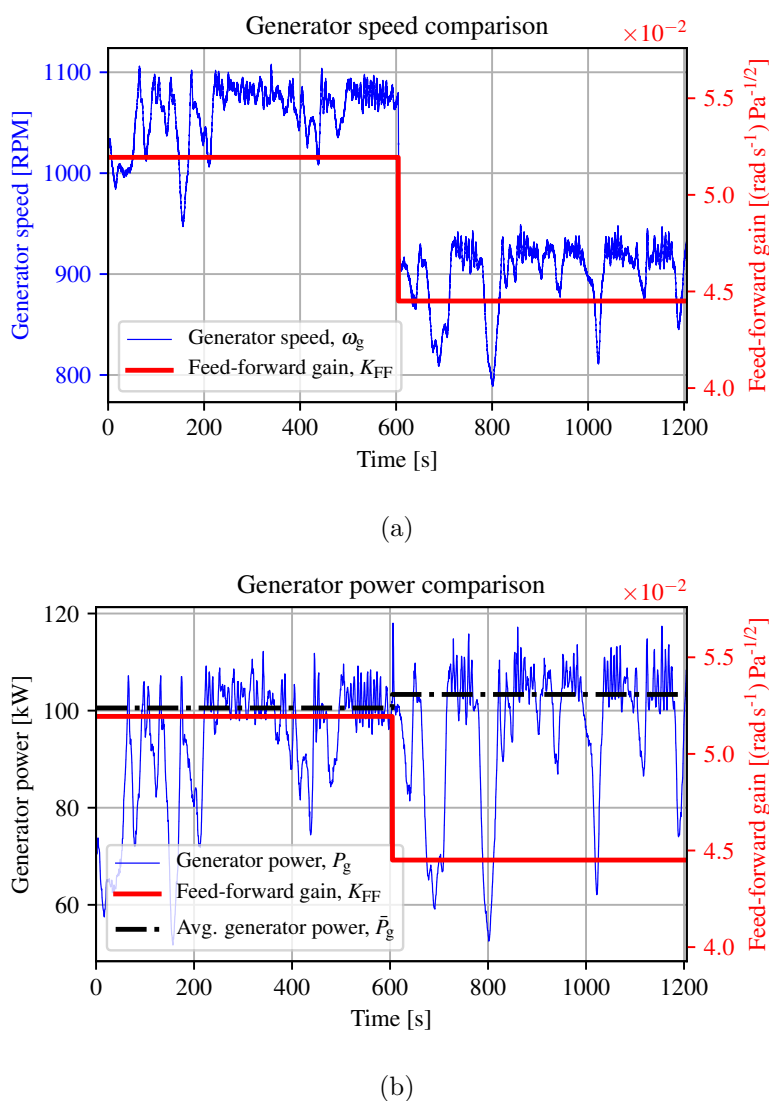 Generator speed comparison
×10⁻²
1100
1000
900
800
Generator speed [RPM]
5.5
5.0
4.5
4.0
Feed-forward gain [(rad s⁻¹) Pa⁻¹/²]
Generator speed, ωg
Feed-forward gain, KFF
0 200 400 600 800 1000 1200
Time [s]
(a)
Generator power comparison
×10⁻²
120
100
80
60
Generator power [kW]
5.5
5.0
4.5
4.0
Feed-forward gain [(rad s⁻¹) Pa⁻¹/²]
Generator power, Pg
Feed-forward gain, KFF
Avg. generator power, P̄g
0 200 400 600 800 1000 1200
Time [s]
(b)